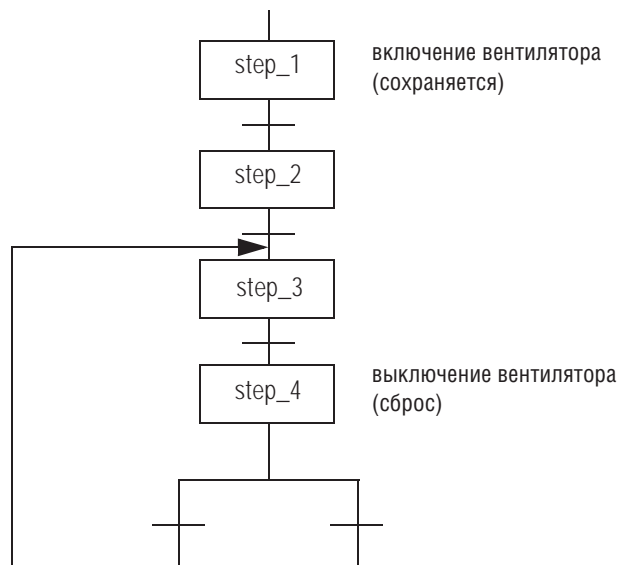 step_1
включение вентилятора
(сохраняется)
step_2
step_3
step_4
выключение вентилятора
(сброс)